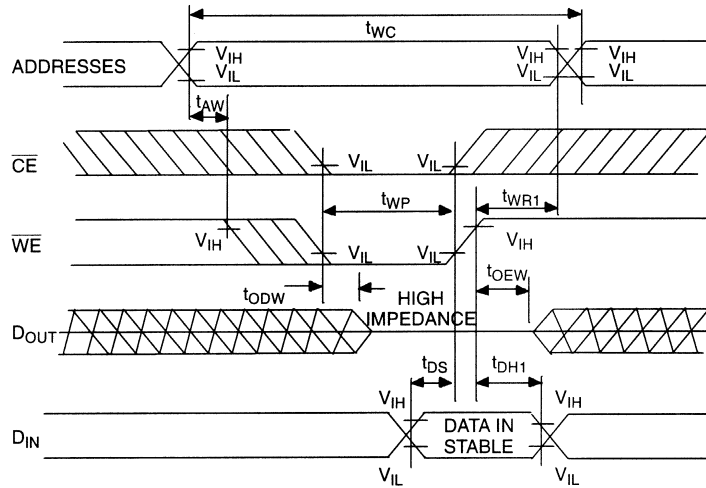 tWC
ADDRESSES
VIH
VIL
VIH
VIL
VIH
VIL
tAW
CE
VIL
VIL
tWP
tWR1
WE
VIH
VIL
VIL
VIH
tODW
HIGH
IMPEDANCE
tOEW
DOUT
tDS
tDH1
VIH
VIH
DIN
DATA IN
STABLE
VIL
VIL